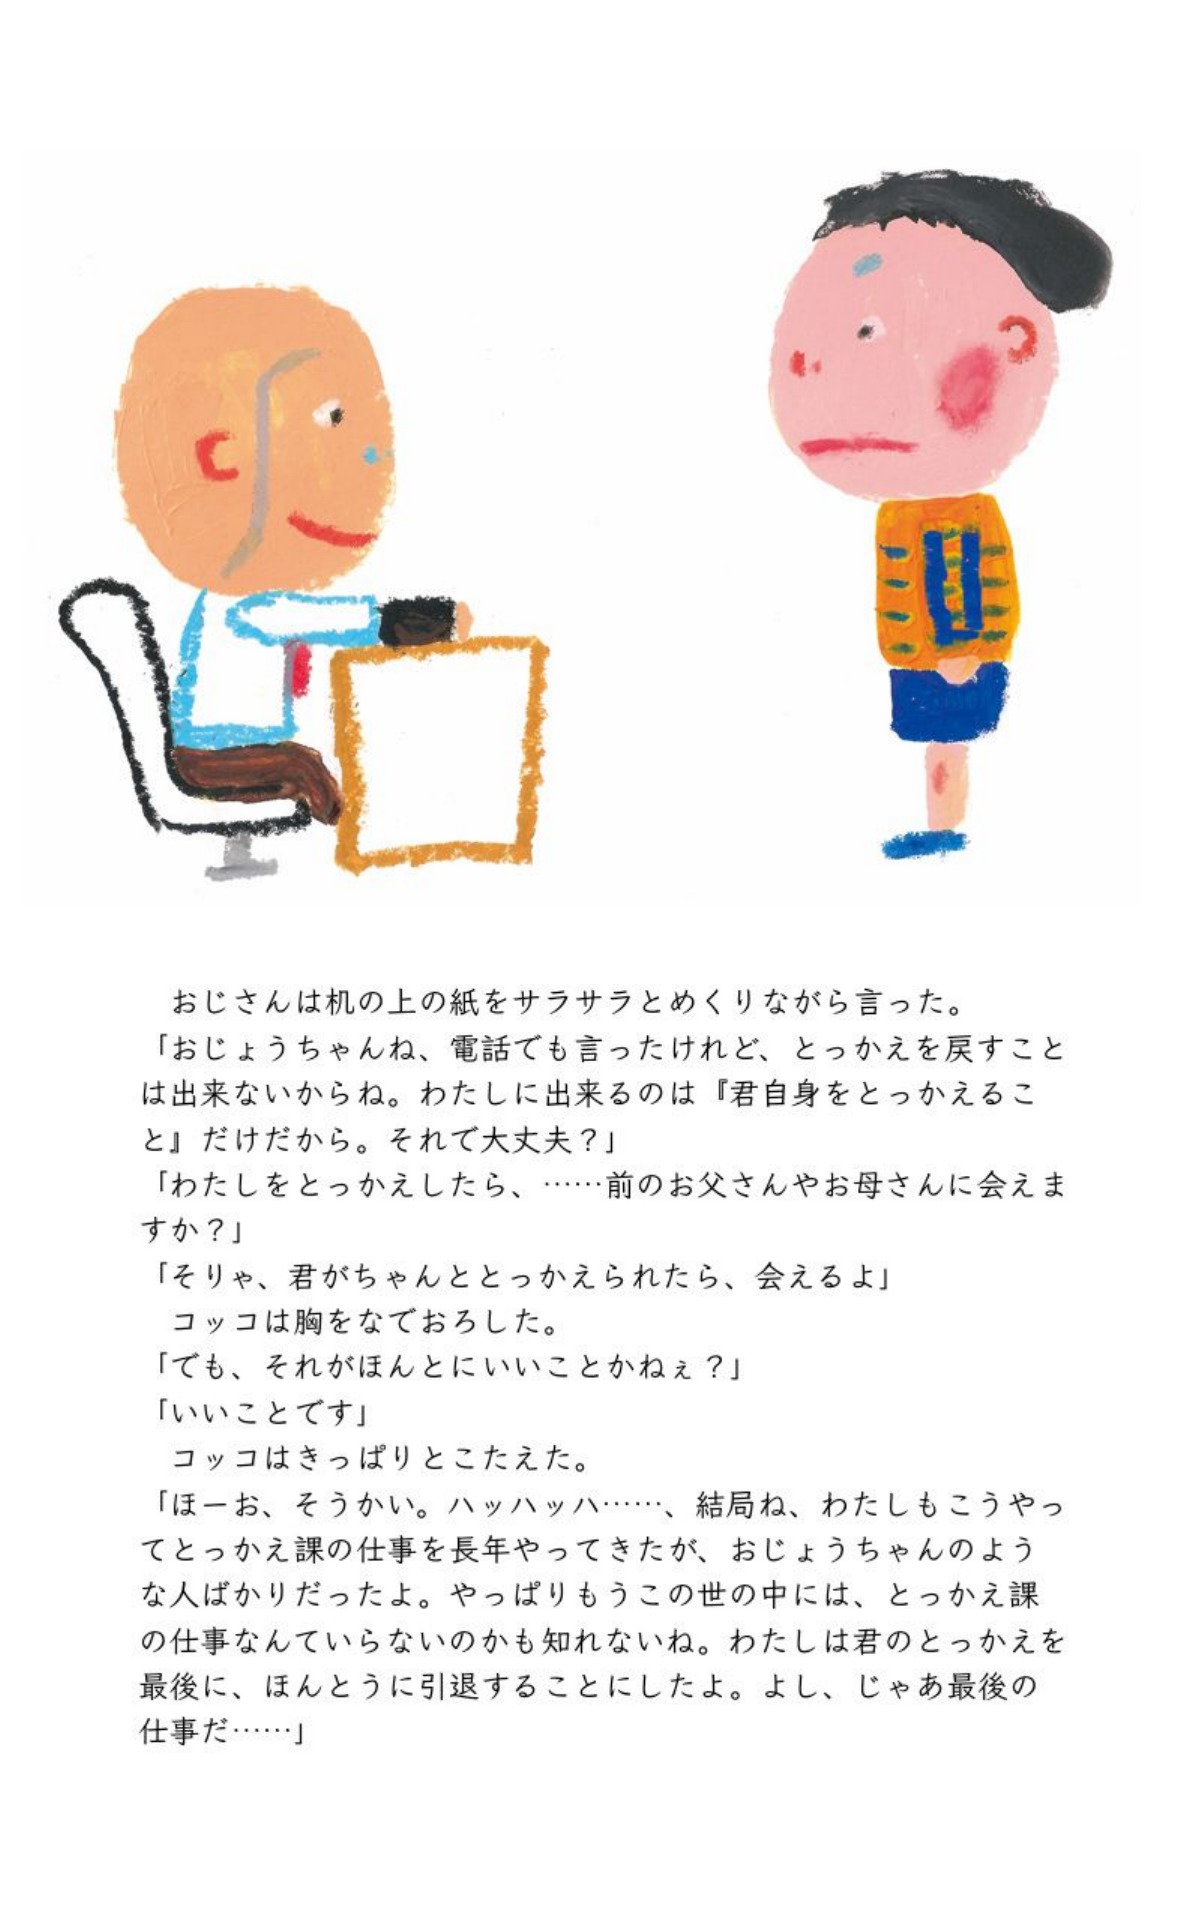 おじさんは机の上の紙をサラサラとめくりながら言った。
「おじょうちゃんね、電話でも言ったけれど、とっかえを戻すこと
は出来ないからね。わたしに出来るのは『君自身をとっかえるこ
と』だけだから。それで大丈夫？」
「わたしをとっかえしたら、……前のお父さんやお母さんに会えま
すか？」
「そりゃ、君がちゃんととっかえられたら、会えるよ」
　コッコは胸をなでおろした。
「でも、それがほんとにいいことかねぇ？」
「いいことです」
　コッコはきっぱりとこたえた。
「ほーお、そうかい。ハッハッハ……、結局ね、わたしもこうやっ
てとっかえ課の仕事を長年やってきたが、おじょうちゃんのよう
な人ばかりだったよ。やっぱりもうこの世の中には、とっかえ課
の仕事なんていらないのかも知れないね。わたしは君のとっかえを
最後に、ほんとうに引退することにしたよ。よし、じゃあ最後の
仕事だ……」